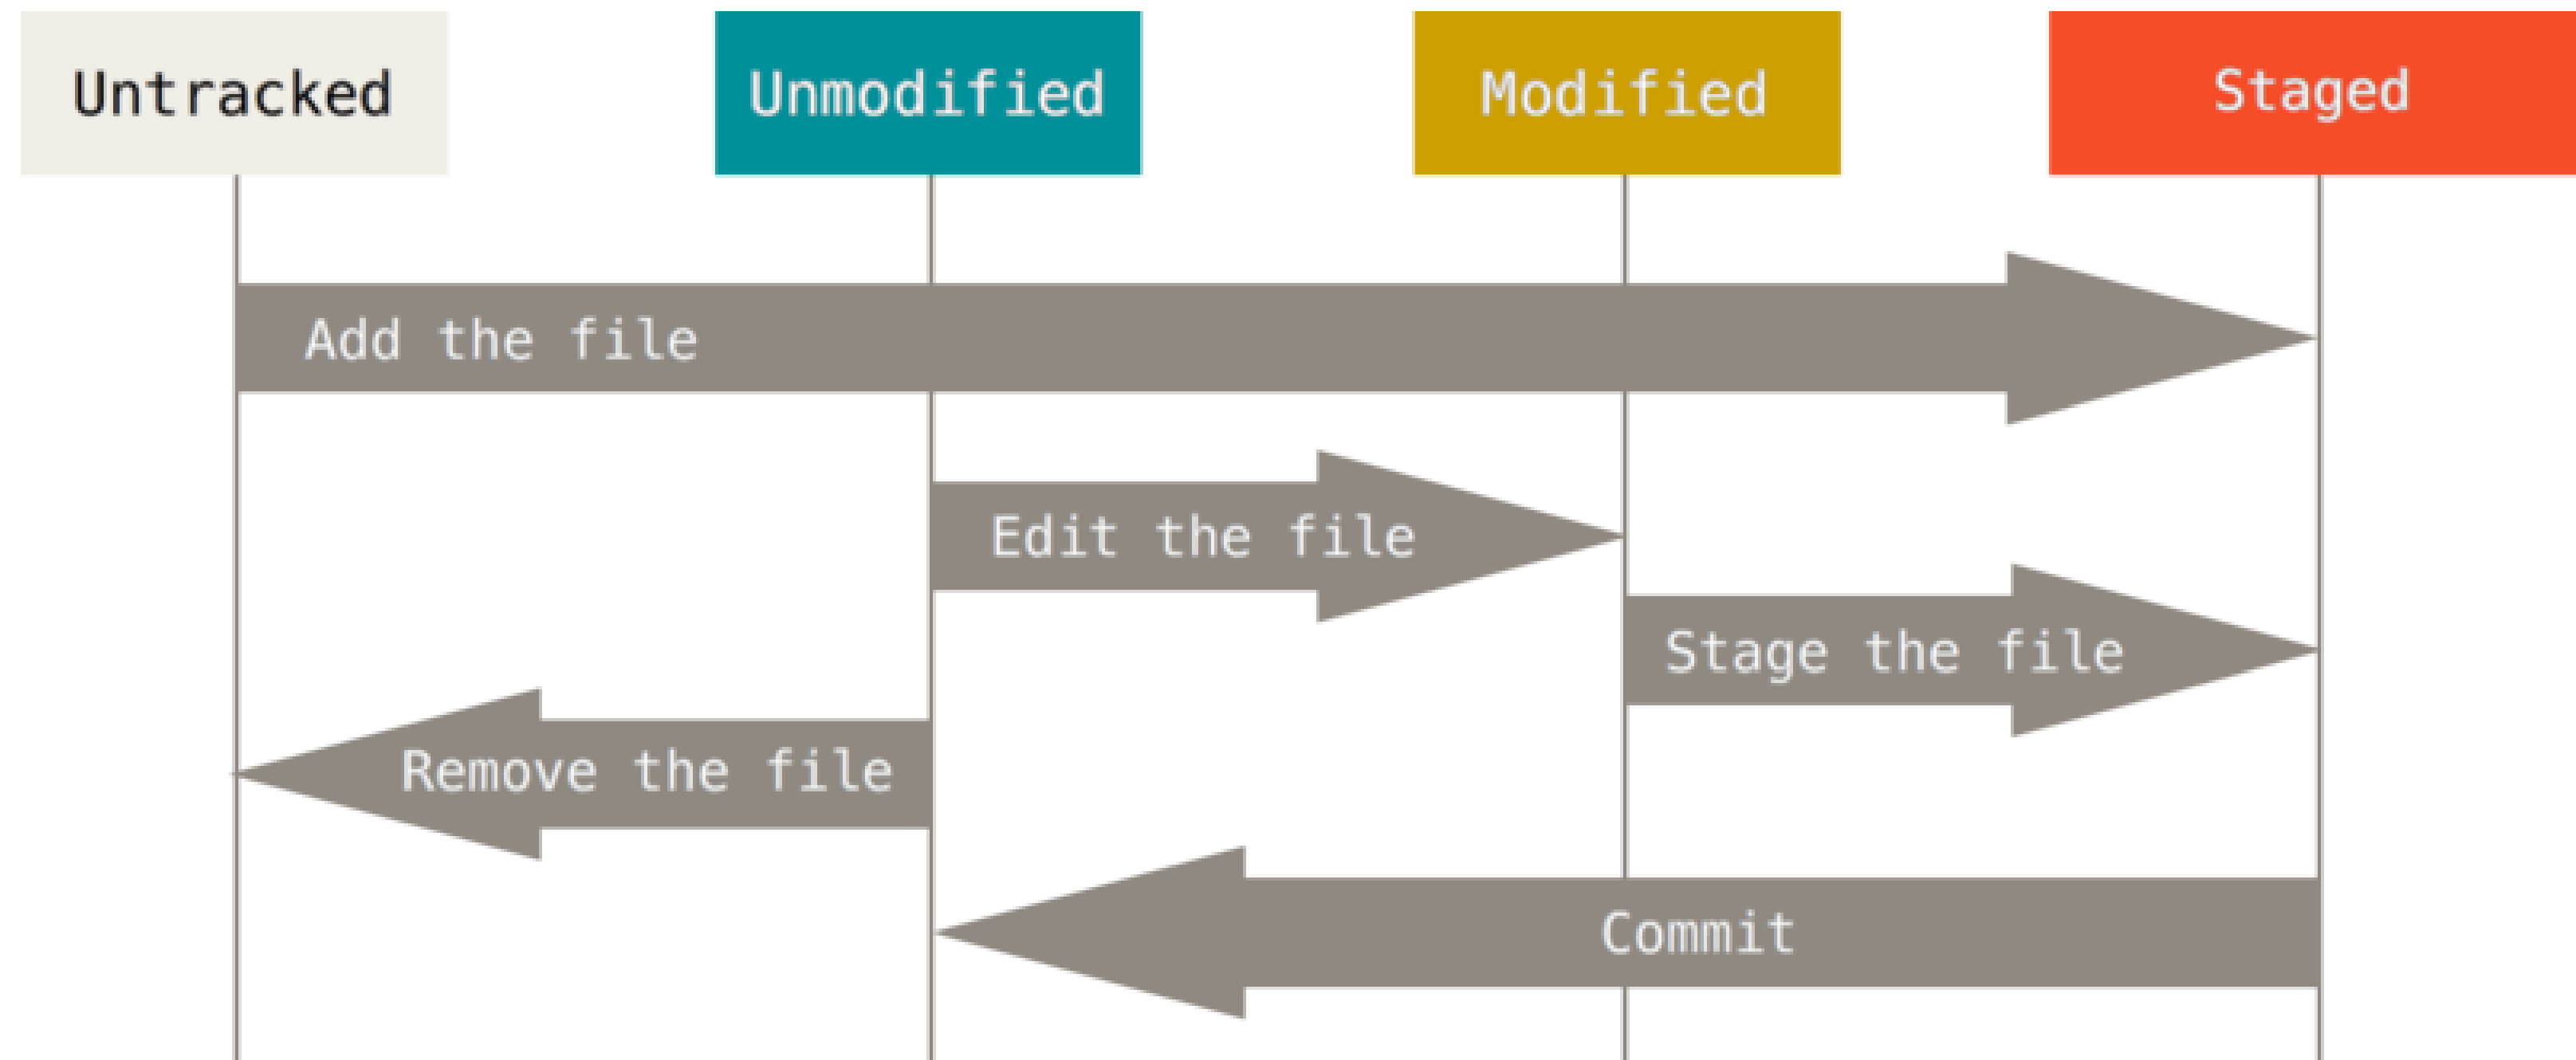 Untracked
Unmodified
Modified
Staged
Add the file
Edit the file
Stage the file
Remove the file
Commit